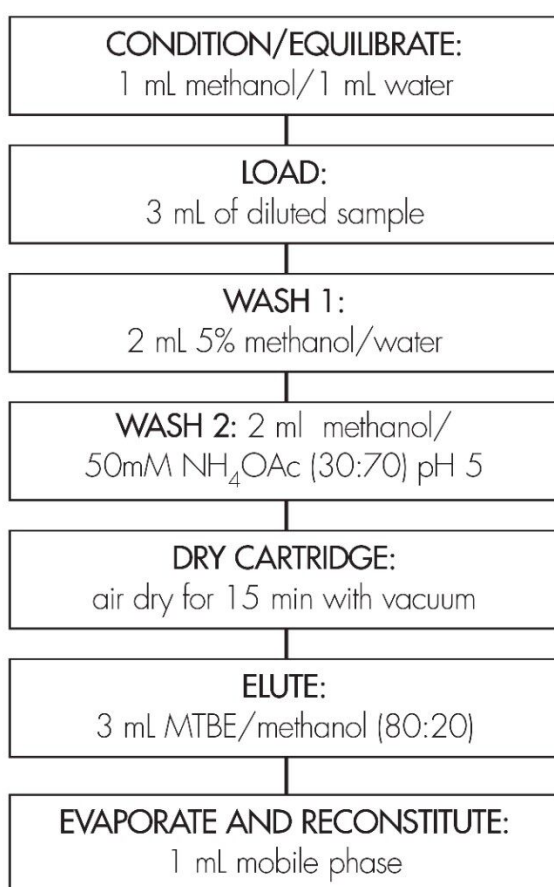 CONDITION/EQUILIBRATE:
1 mL methanol/1 mL water
LOAD:
3 mL of diluted sample
WASH 1:
2 mL 5% methanol/water
WASH 2: 2 ml methanol/
50mM NH₄OAc (30:70) pH 5
DRY CARTRIDGE:
air dry for 15 min with vacuum
ELUTE:
3 mL MTBE/methanol (80:20)
EVAPORATE AND RECONSTITUTE:
1 mL mobile phase